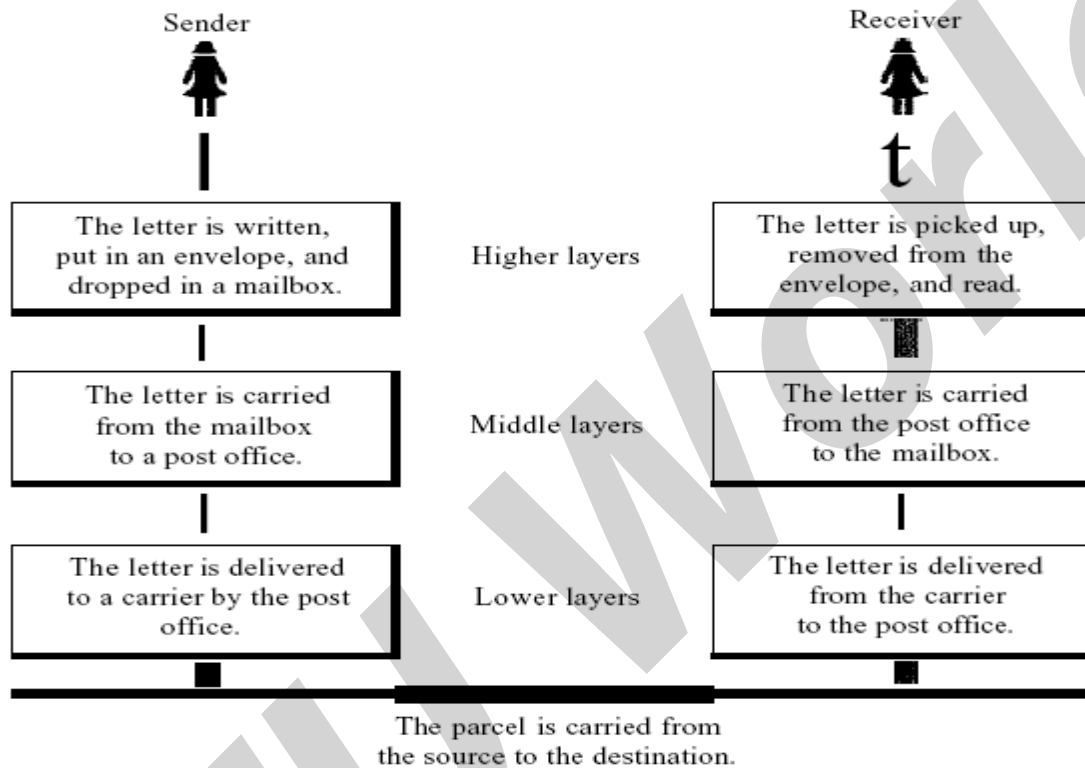 Sender
Receiver
t
The letter is written,
put in an envelope, and
dropped in a mailbox.
Higher layers
The letter is picked up,
removed from the
envelope, and read.
The letter is carried
from the mailbox
to a post office.
Middle layers
The letter is carried
from the post office
to the mailbox.
The letter is delivered
to a carrier by the post
office.
Lower layers
The letter is delivered
from the carrier
to the post office.
The parcel is carried from
the source to the destination.